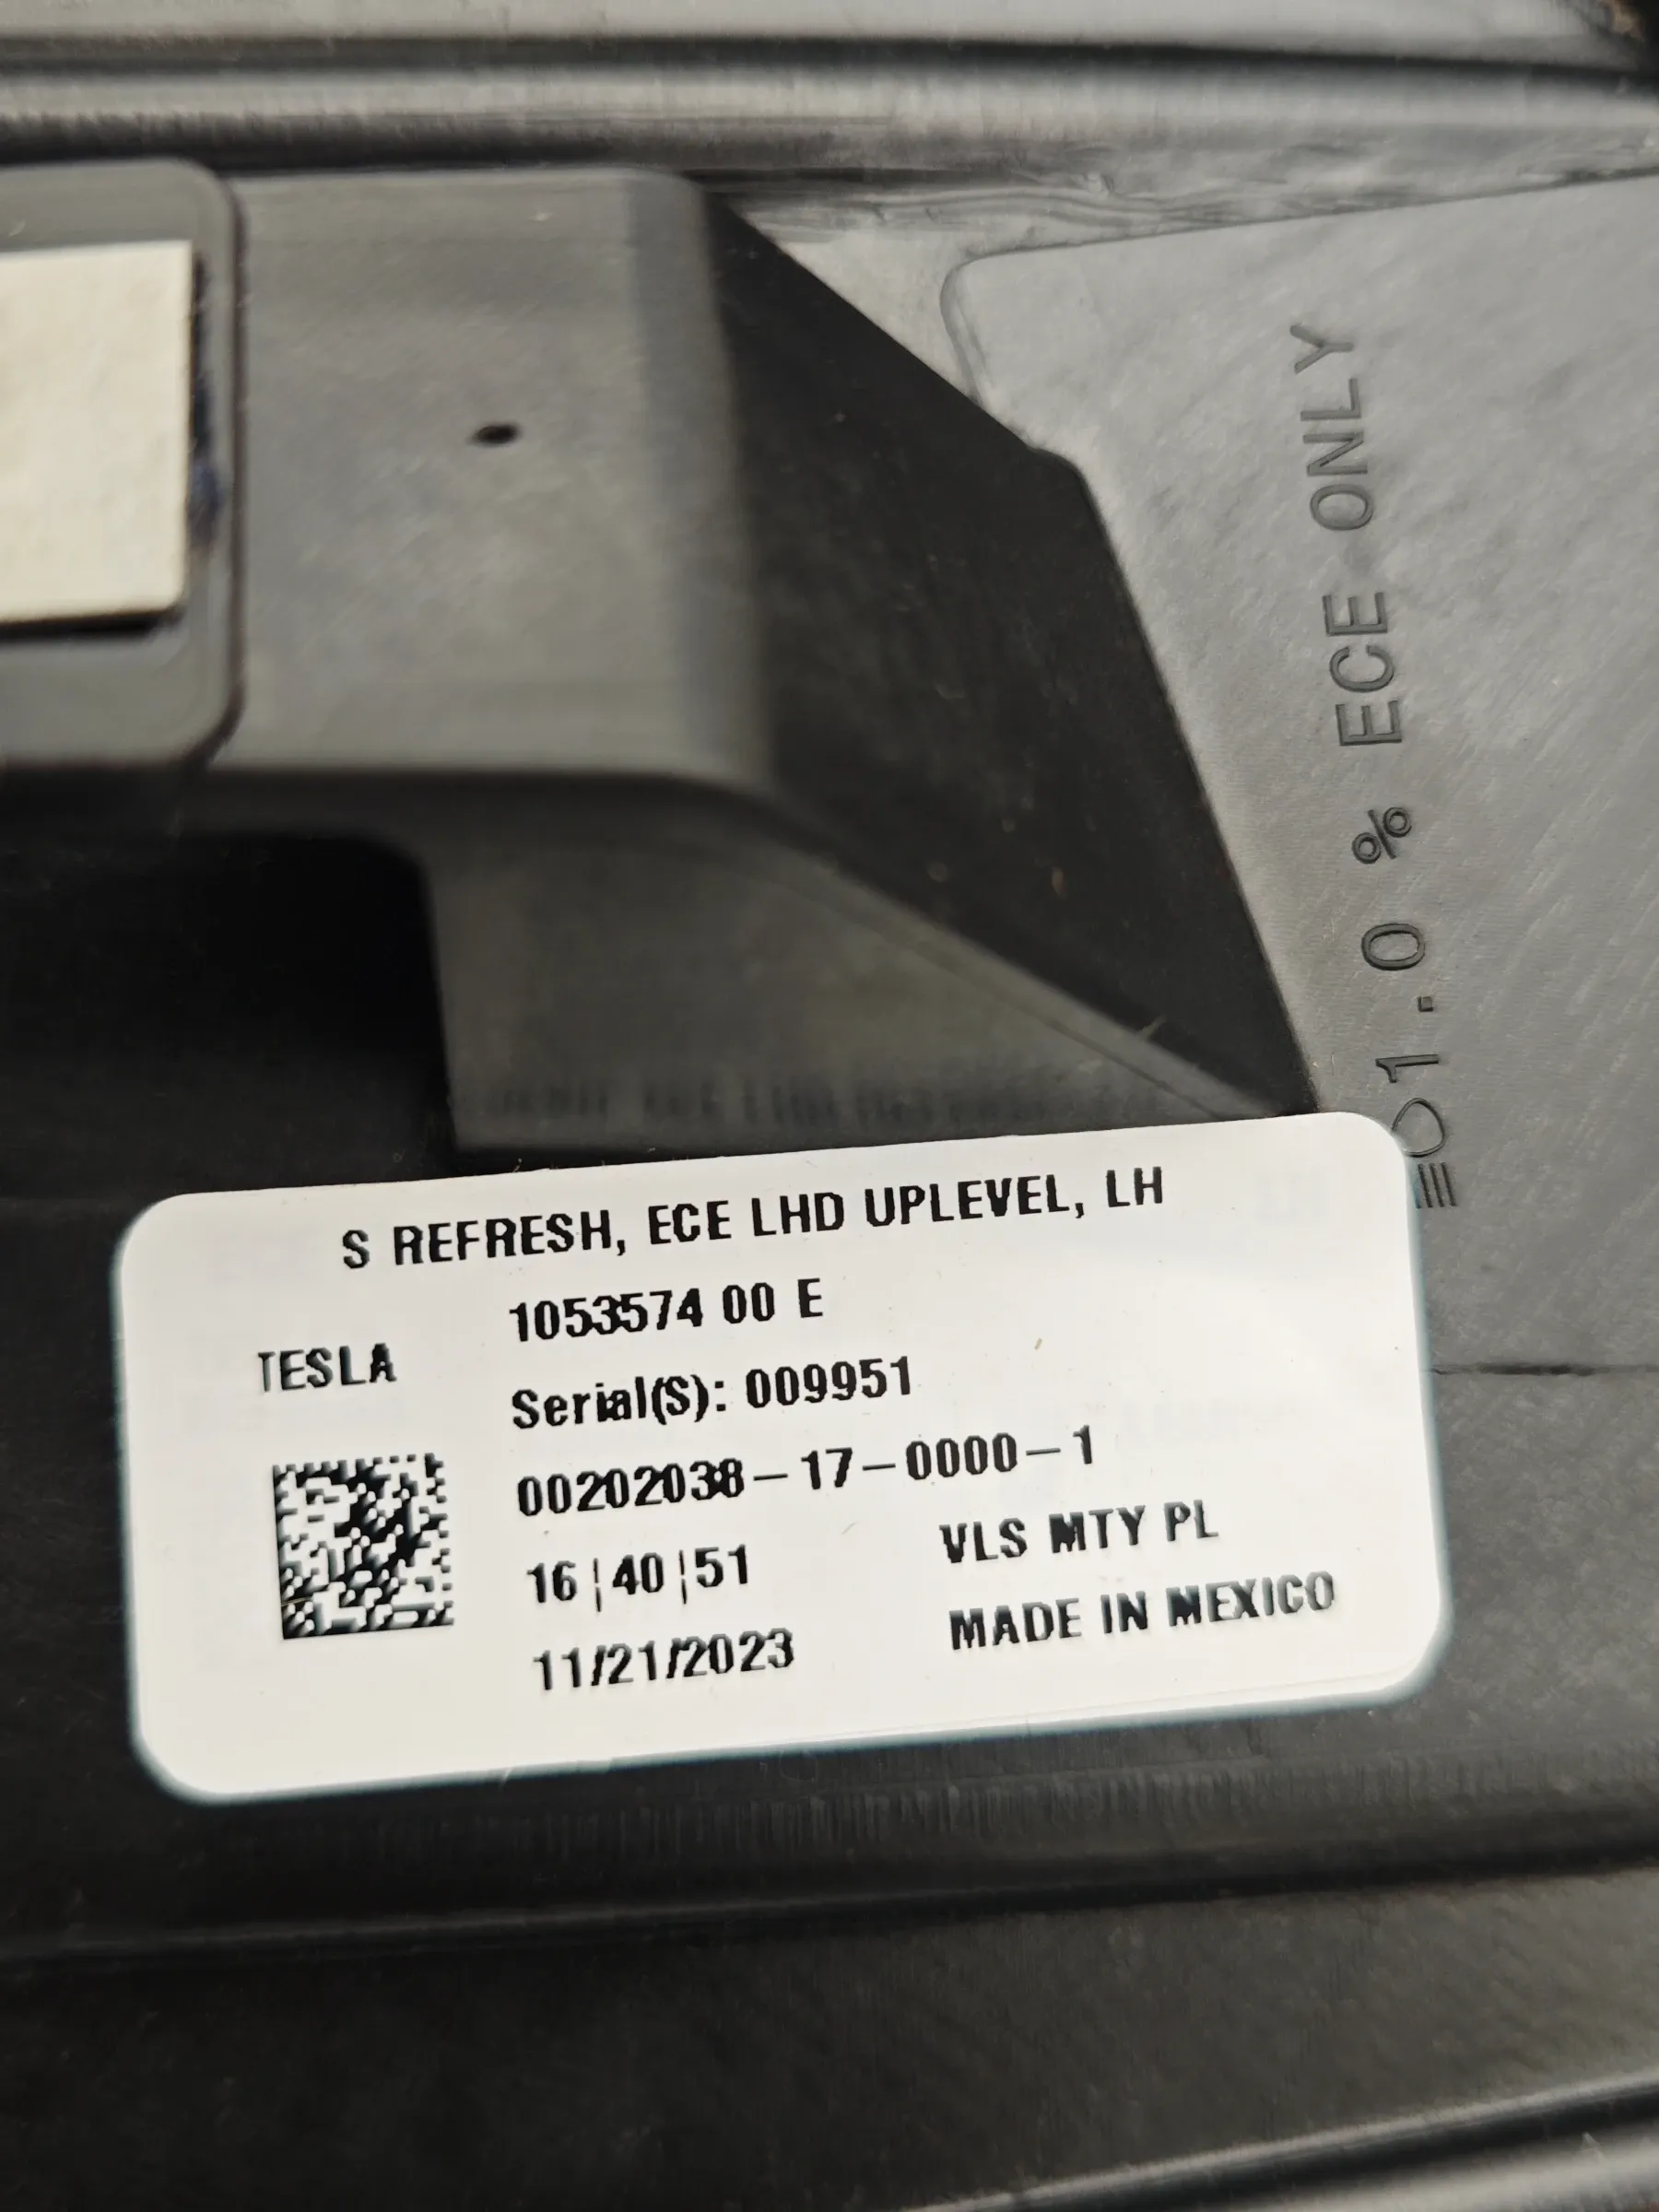 1.0 % ECE ONLY
S REFRESH, ECE LHD UPLEVEL, LH
1053574 00 E
TESLA
Serial(S): 009951
00202038-17-0000-1
16¦40¦51
VLS MTY PL
11/21/2023
MADE IN MEXICO